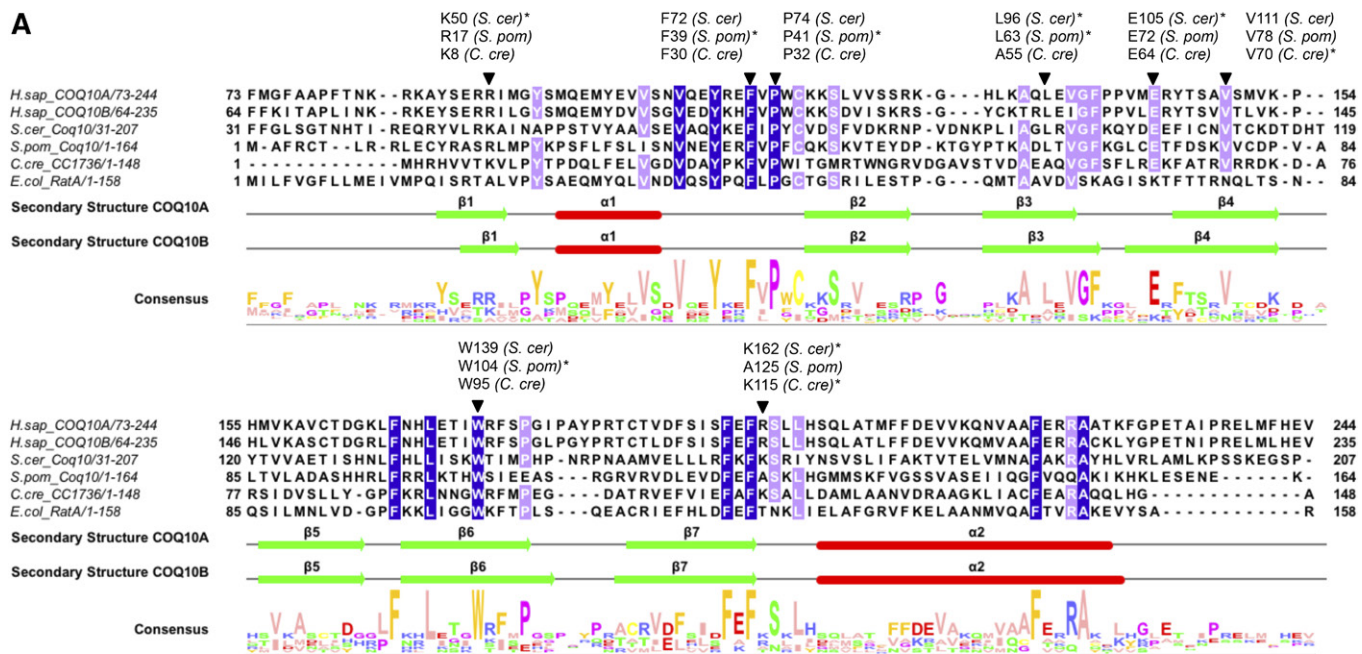 A
K50 (S. cer)* F72 (S. cer) P74 (S. cer) L96 (S. cer)* E105 (S. cer)* V111 (S. cer)
R17 (S. pom) F39 (S. pom)* P41 (S. pom)* L63 (S. pom)* E72 (S. pom) V78 (S. pom)
K8 (C. cre) F30 (C. cre) P32 (C. cre) A55 (C. cre) E64 (C. cre) V70 (C. cre)*
H.sap_COQ10A/73-244 73 FMGFAAPFTNK--RKAYSERRIMGYSMQEMYEVVSNVQEYREFVPWCKKSLVVSSRK-G---HLKAQLEVGFPPVMERYTSAVSMVK-P- 154
H.sap_COQ10B/64-235 64 FFKITAPLINK--RKEYSERRILGYSMQEMYDVVSGVEDYKHFVPWCKKSDVISKRS-G---YCKTRLEIGFPPVLERYTSVVTLVK-P- 145
S.cer_Coq10/31-207 31 FFGLSGTNHTI-REQRYVLRKAINAPPSTVYAAVSEVAQYKEFIPYCVDSFVDKRNP-VDNKPLIAGLRVGFKQYDEEFICNVTCKDTDHT 119
S.pom_Coq10/1-164 1 M-AFRCT-LR-RLECYRASRLMPYKPSFLFSLISNVNEYERFVPFCQKSKVTEYDP-KTGYPTKADLTVGFKGLCETFDSKVVCD-PV-A 84
C.cre_CC1736/1-148 1 -------------MHRHVVTKVLPYTPDQLFELVGDVDAYPKFVPWITGMRTWNGRVDGAVSTVDAEAQVGFSFLREKFATRVRRDKD-A 76
E.col_RatA/1-158 1 MILFVGFLLMEIVMPQISRTALVPYSAEQMYQLVNDVQSYPQFLPGCTGSRILESTP-G---QMTAAVDVSKAGISKTFTTRNQLTS-N- 84
Secondary Structure COQ10A β1 α1 β2 β3 β4
Secondary Structure COQ10B β1 α1 β2 β3 β4
Consensus
W139 (S. cer) K162 (S. cer)*
W104 (S. pom)* A125 (S. pom)
W95 (C. cre) K115 (C. cre)*
H.sap_COQ10A/73-244 155 HMVKAVCTDGKLFNHLETIWRFSPGIPAYPRTCTVDFSISFEFRSLLHSQLATMFFDEVVKQNVAAFERRAATKFGPETAIPRELMFHEV 244
H.sap_COQ10B/64-235 146 HLVKASCTDGRLFNHLETIWRFSPGLPGYPRTCTLDFSISFEFRSLLHSQLATLFFDEVVKQMVAAFERRACKLYGPETNIPRELMLHEV 235
S.cer_Coq10/31-207 120 YTVVAETISHNLFHLLISKWTIMPHP-NRPNAAMVELLLRFKFKSRIYNSVSLIFAKTVTELVMNAFAKRAYHLVRLAMLKPSSKEGSP- 207
S.pom_Coq10/1-164 85 LTVLADASHHRLFRRLKTHWSIEEAS---RGRVRVDLEVDFEFASKLHGMMSKFVGSSVASEIIQGFVQQAKIKHKLESENE-----K- 164
C.cre_CC1736/1-148 77 RSIDVSLLY-GPFKRLNNGWRFMPEG----DATRVEFVIEFAFKSALLDAMLAANVDRAAGKLIACFEARAQQLHG------------A 148
E.col_RatA/1-158 85 QSILMNLVD-GPFKKLIGGWKFTPLS----QEACRIEFHLDFEFTNKLIELAFGRVFKELAANMVQAFTVRAKEVYSA----------R 158
Secondary Structure COQ10A β5 β6 β7 α2
Secondary Structure COQ10B β5 β6 β7 α2
Consensus